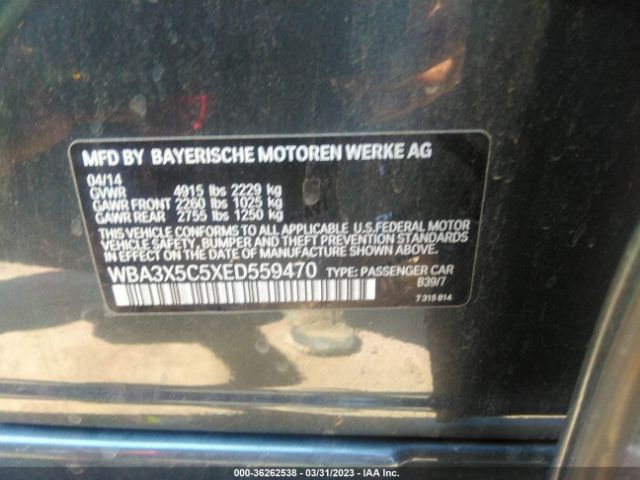 MFD BY BAYERISCHE MOTOREN WERKE AG
04/14
GVWR 4915 lbs 2229 kg
GAWR FRONT 2260 lbs 1025 kg
GAWR REAR 2755 lbs 1250 kg
THIS VEHICLE CONFORMS TO ALL APPLICABLE U.S. FEDERAL MOTOR
VEHICLE SAFETY, BUMPER, AND THEFT PREVENTION STANDARDS
IN EFFECT ON THE DATE OF MANUFACTURE SHOWN ABOVE.
WBA3X5C5XED559470 TYPE: PASSENGER CAR
B39/7
7 315 814
000-36262538 - 03/31/2023 - IAA Inc.